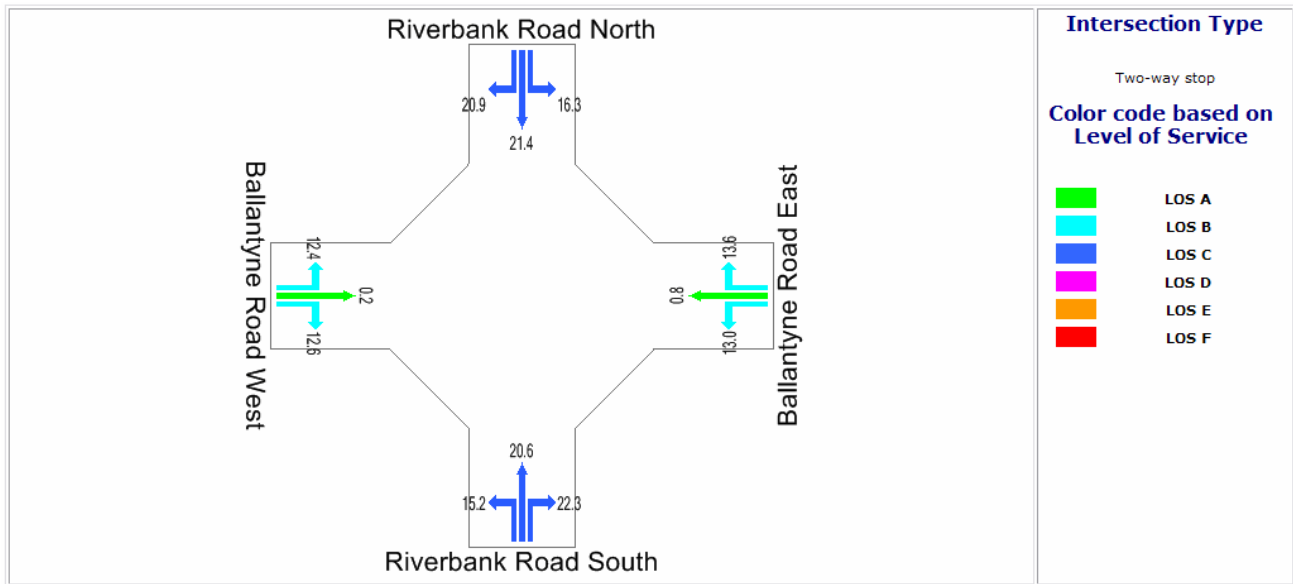 Riverbank Road North
20.9
16.3
21.4
Ballantyne Road West
12.4
0.2
12.6
Ballantyne Road East
13.6
0.8
13.0
20.6
15.2
22.3
Riverbank Road South
Intersection Type
Two-way stop
Color code based on
Level of Service
LOS A
LOS B
LOS C
LOS D
LOS E
LOS F